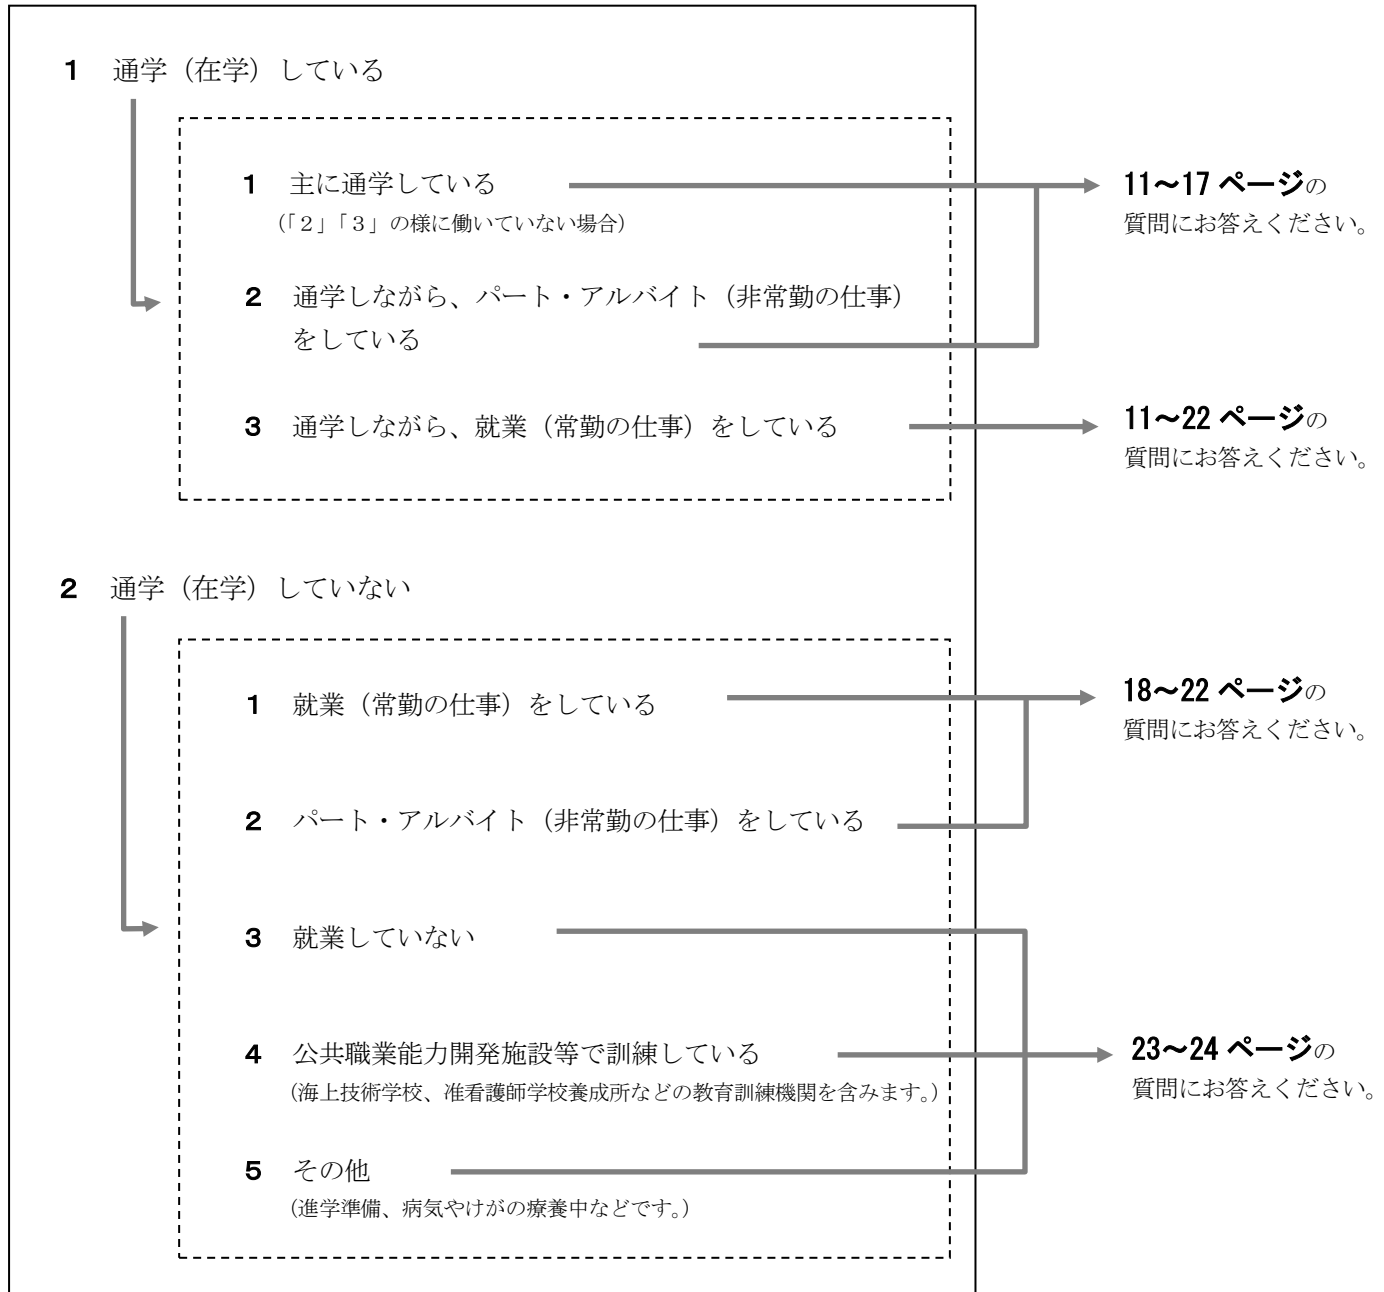 1 通学（在学）している
1 主に通学している
（「２」「３」の様に働いていない場合）
11～17 ページの
質問にお答えください。
2 通学しながら、パート・アルバイト（非常勤の仕事）
をしている
3 通学しながら、就業（常勤の仕事）をしている
11～22 ページの
質問にお答えください。
2 通学（在学）していない
1 就業（常勤の仕事）をしている
18～22 ページの
質問にお答えください。
2 パート・アルバイト（非常勤の仕事）をしている
3 就業していない
4 公共職業能力開発施設等で訓練している
（海上技術学校、准看護師学校養成所などの教育訓練機関を含みます。）
23～24 ページの
質問にお答えください。
5 その他
（進学準備、病気やけがの療養中などです。）